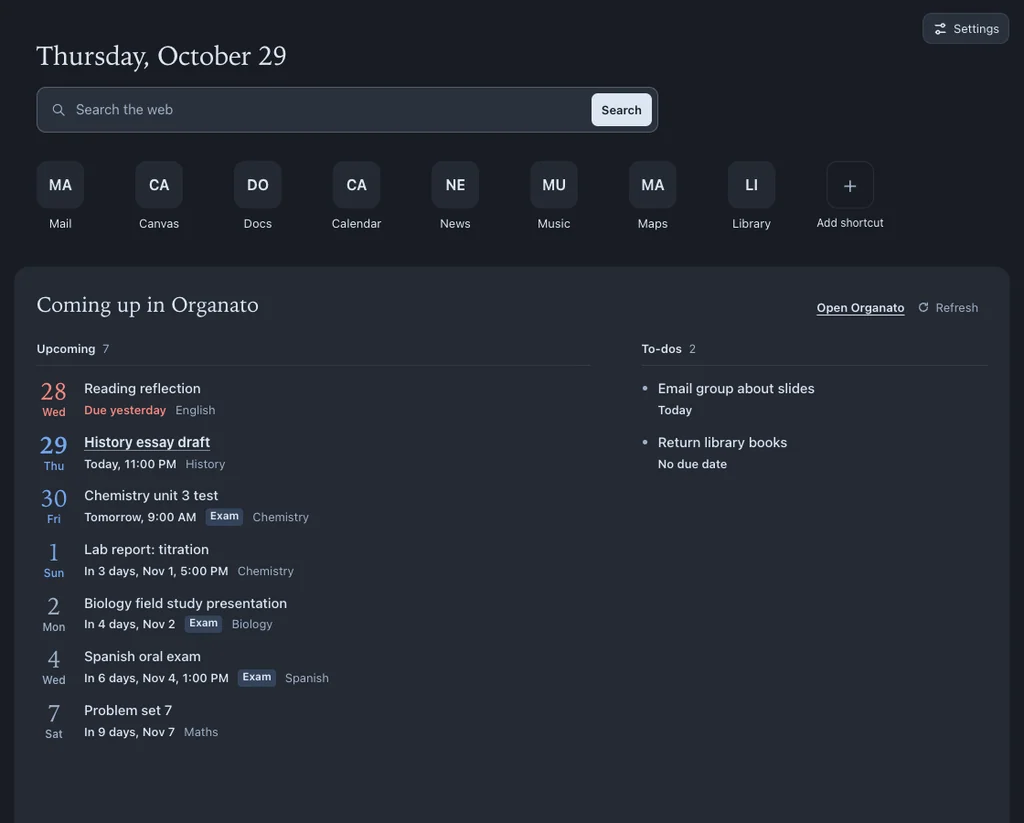 Settings
Thursday, October 29
Search the web
Search
MA
CA
DO
CA
NE
MU
MA
LI
+
Mail
Canvas
Docs
Calendar
News
Music
Maps
Library
Add shortcut
Coming up in Organato
Open Organato
Refresh
Upcoming 7
28
Wed
Reading reflection
Due yesterday English
29
Thu
History essay draft
Today, 11:00 PM History
30
Fri
Chemistry unit 3 test
Tomorrow, 9:00 AM Exam Chemistry
1
Sun
Lab report: titration
In 3 days, Nov 1, 5:00 PM Chemistry
2
Mon
Biology field study presentation
In 4 days, Nov 2 Exam Biology
4
Wed
Spanish oral exam
In 6 days, Nov 4, 1:00 PM Exam Spanish
7
Sat
Problem set 7
In 9 days, Nov 7 Maths
To-dos 2
• Email group about slides
Today
• Return library books
No due date